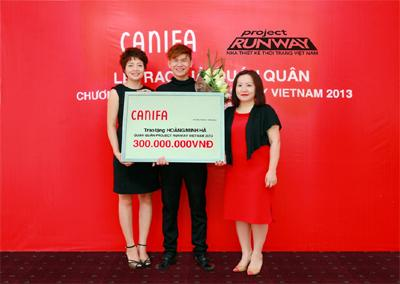 CANIFA
project
RUNWAY
NHÀ THIẾT KẾ THỜI TRANG VIỆT NAM
LỄ TRAO QUÁN QUÂN
VIETNAM 2013
CANIFA
Trao tặng HOÀNG MINH HÀ
QUÁN QUÂN PROJECT RUNWAY VIETNAM 2013
300.000.000VNĐ